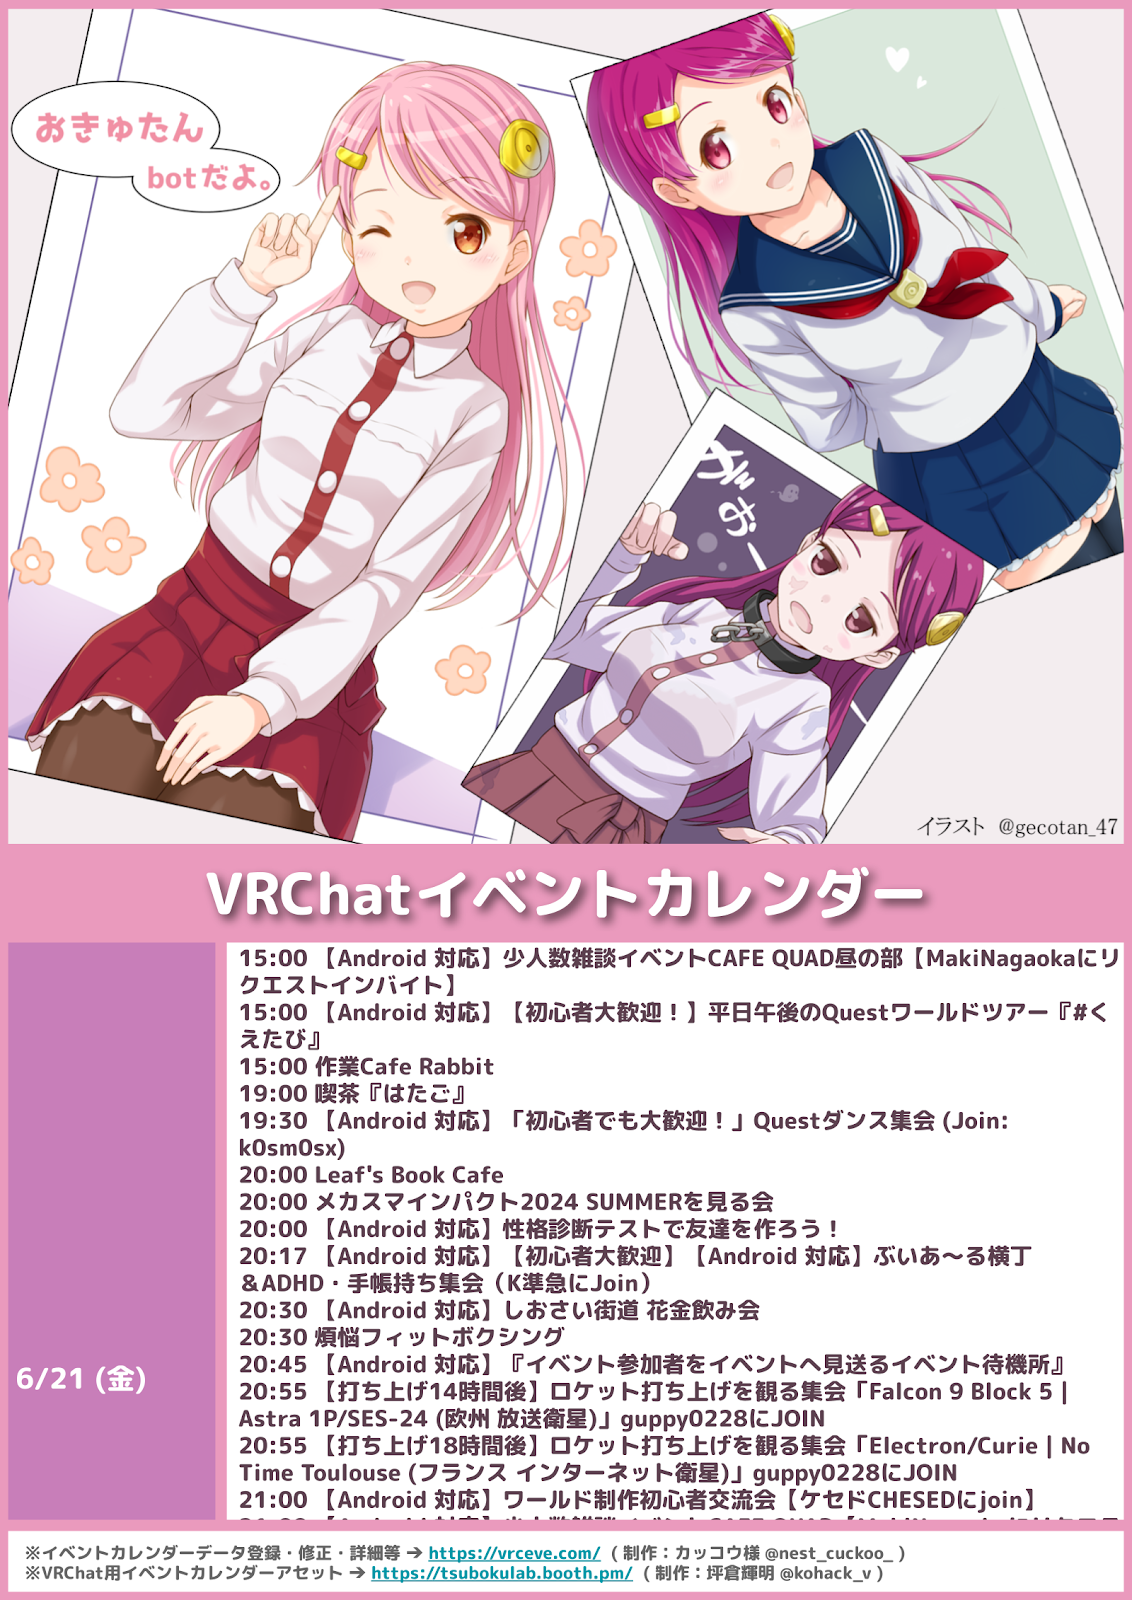 おきゅたん
botだよ。
がおー
イラスト @gecotan_47
VRChatイベントカレンダー
6/21 (金)
15:00 【Android 対応】少人数雑談イベントCAFE QUAD昼の部【MakiNagaokaにリ
クエストインバイト】
15:00 【Android 対応】【初心者大歓迎！】平日午後のQuestワールドツアー『#く
えたび』
15:00 作業Cafe Rabbit
19:00 喫茶『はたご』
19:30 【Android 対応】「初心者でも大歓迎！」Questダンス集会 (Join:
k0sm0sx)
20:00 Leaf's Book Cafe
20:00 メカスマインパクト2024 SUMMERを見る会
20:00 【Android 対応】性格診断テストで友達を作ろう！
20:17 【Android 対応】【初心者大歓迎】【Android 対応】ぶいあ〜る横丁
＆ADHD・手帳持ち集会（K準急にJoin）
20:30 【Android 対応】しおさい街道 花金飲み会
20:30 煩悩フィットボクシング
20:45 【Android 対応】『イベント参加者をイベントへ見送るイベント待機所』
20:55 【打ち上げ14時間後】ロケット打ち上げを観る集会「Falcon 9 Block 5 |
Astra 1P/SES-24 (欧州 放送衛星)」guppy0228にJOIN
20:55 【打ち上げ18時間後】ロケット打ち上げを観る集会「Electron/Curie | No
Time Toulouse (フランス インターネット衛星)」guppy0228にJOIN
21:00 【Android 対応】ワールド制作初心者交流会【ケセドCHESEDにjoin】
※イベントカレンダーデータ登録・修正・詳細等 → https://vrceve.com/ ( 制作：カッコウ様 @nest_cuckoo_ )
※VRChat用イベントカレンダーアセット → https://tsubokulab.booth.pm/ ( 制作：坪倉輝明 @kohack_v )